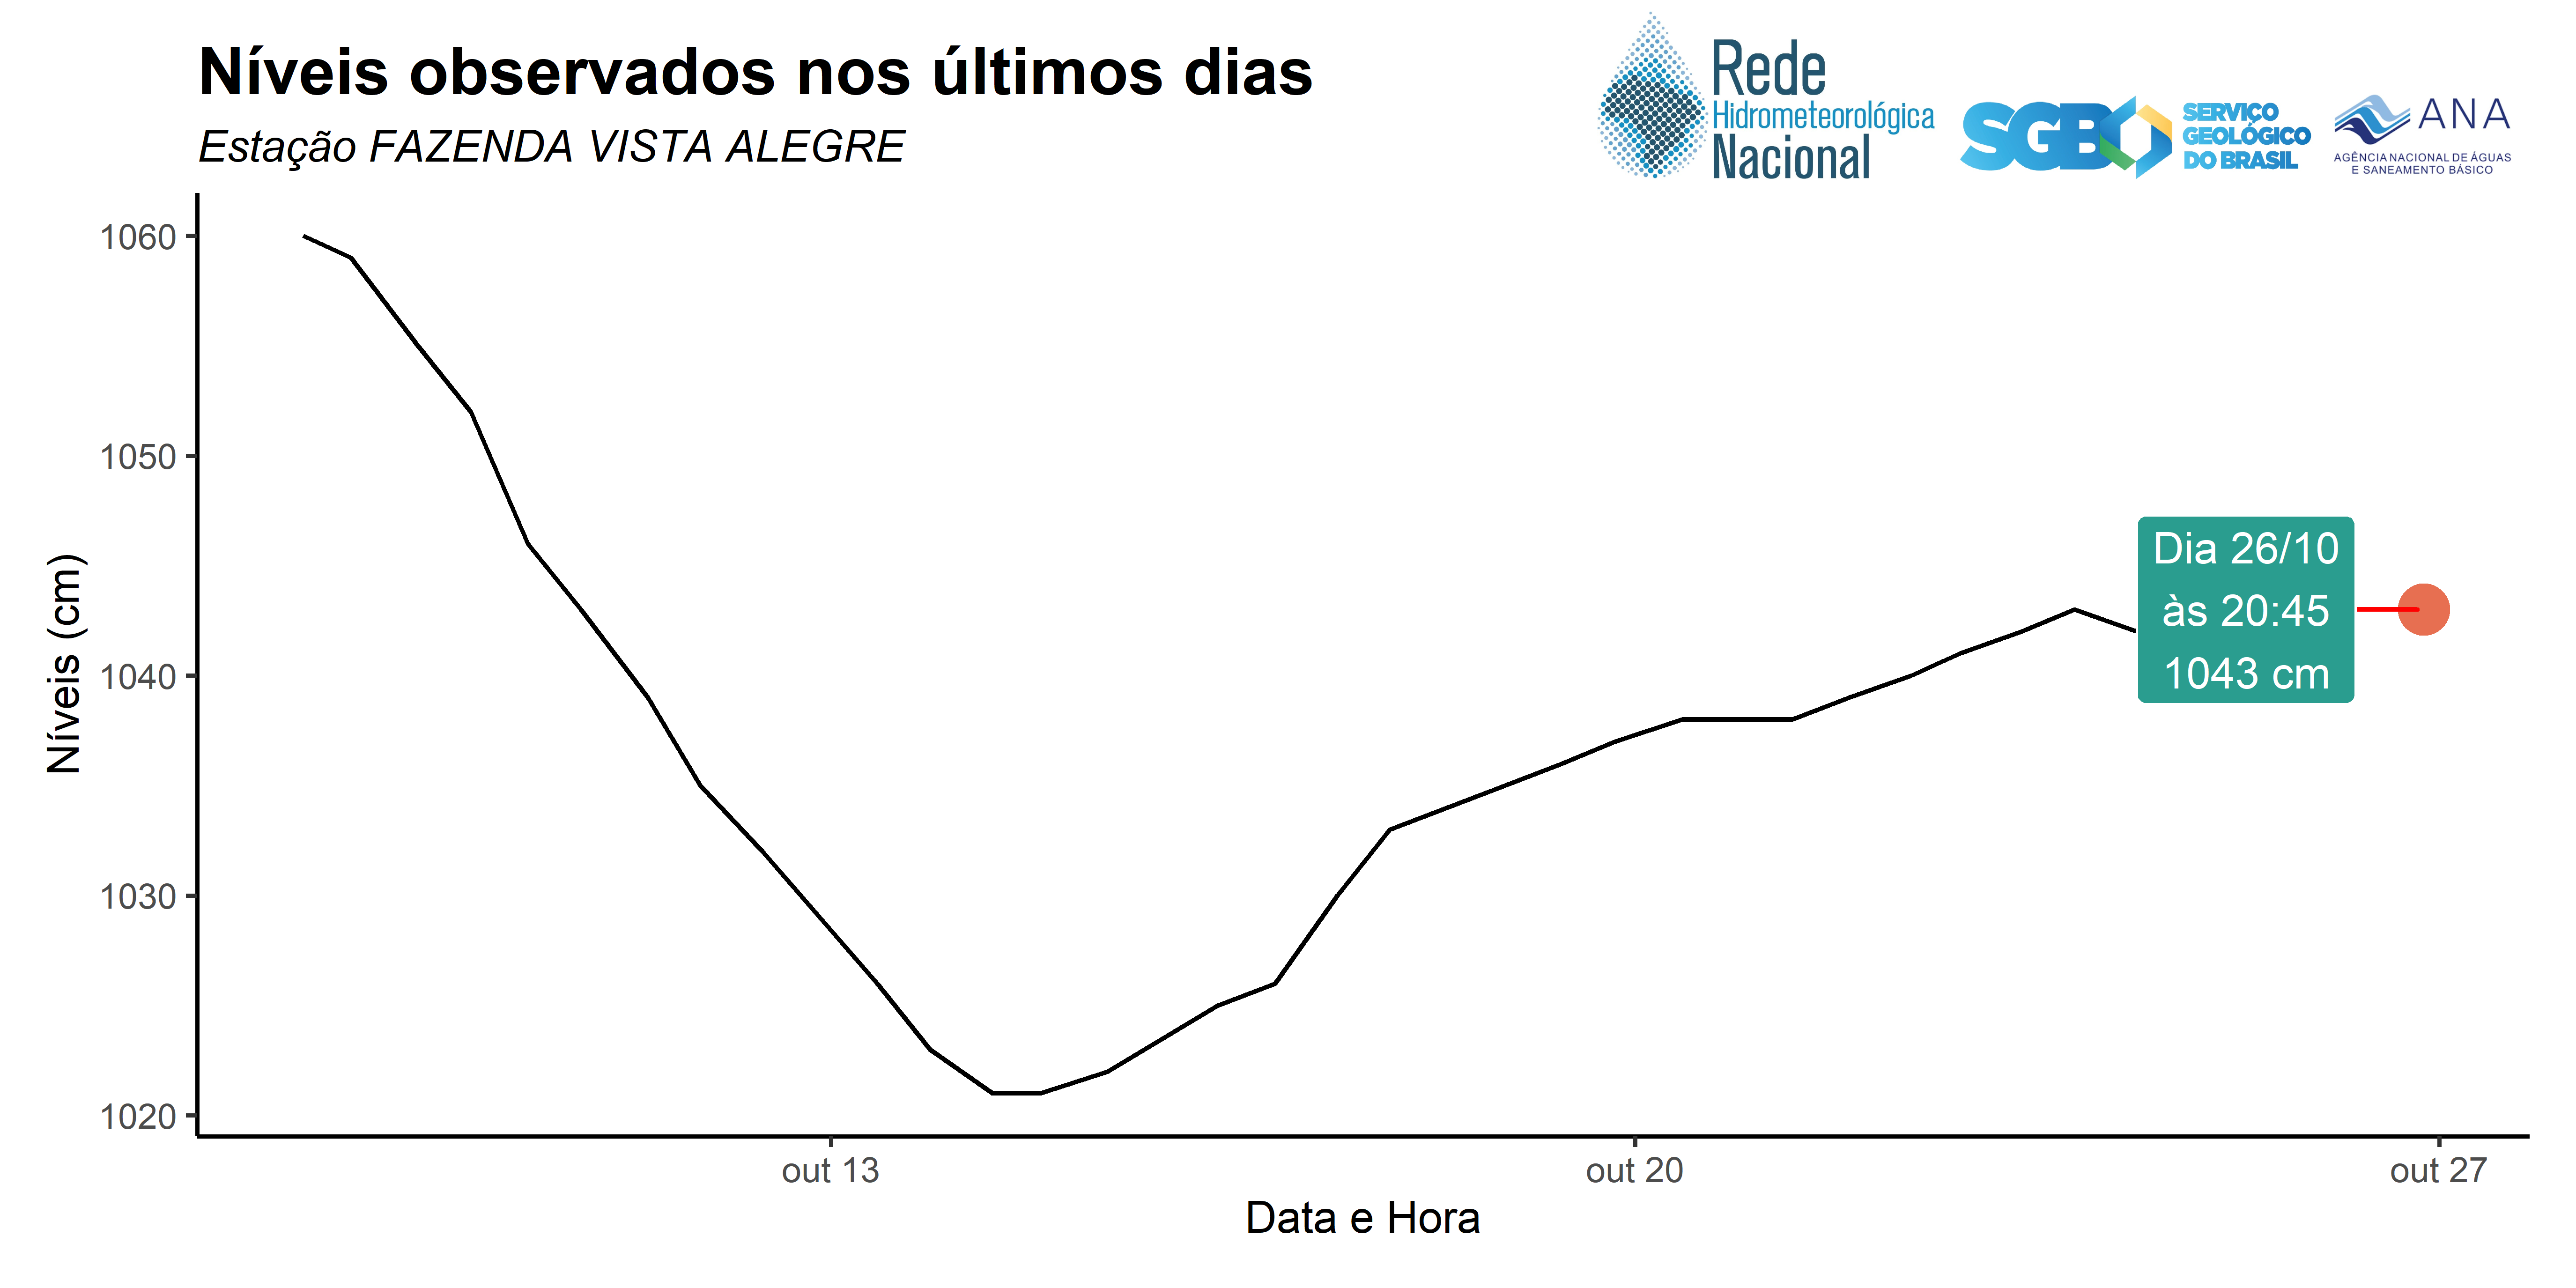 Níveis observados nos últimos dias
Estação FAZENDA VISTA ALEGRE
Rede
Hidrometeorológica
Nacional
SGB
SERVIÇO
GEOLÓGICO
DO BRASIL
ANA
AGÊNCIA NACIONAL DE ÁGUAS
E SANEAMENTO BÁSICO
Níveis (cm)
1060
1050
1040
1030
1020
Dia 26/10
às 20:45
1043 cm
out 13
out 20
out 27
Data e Hora